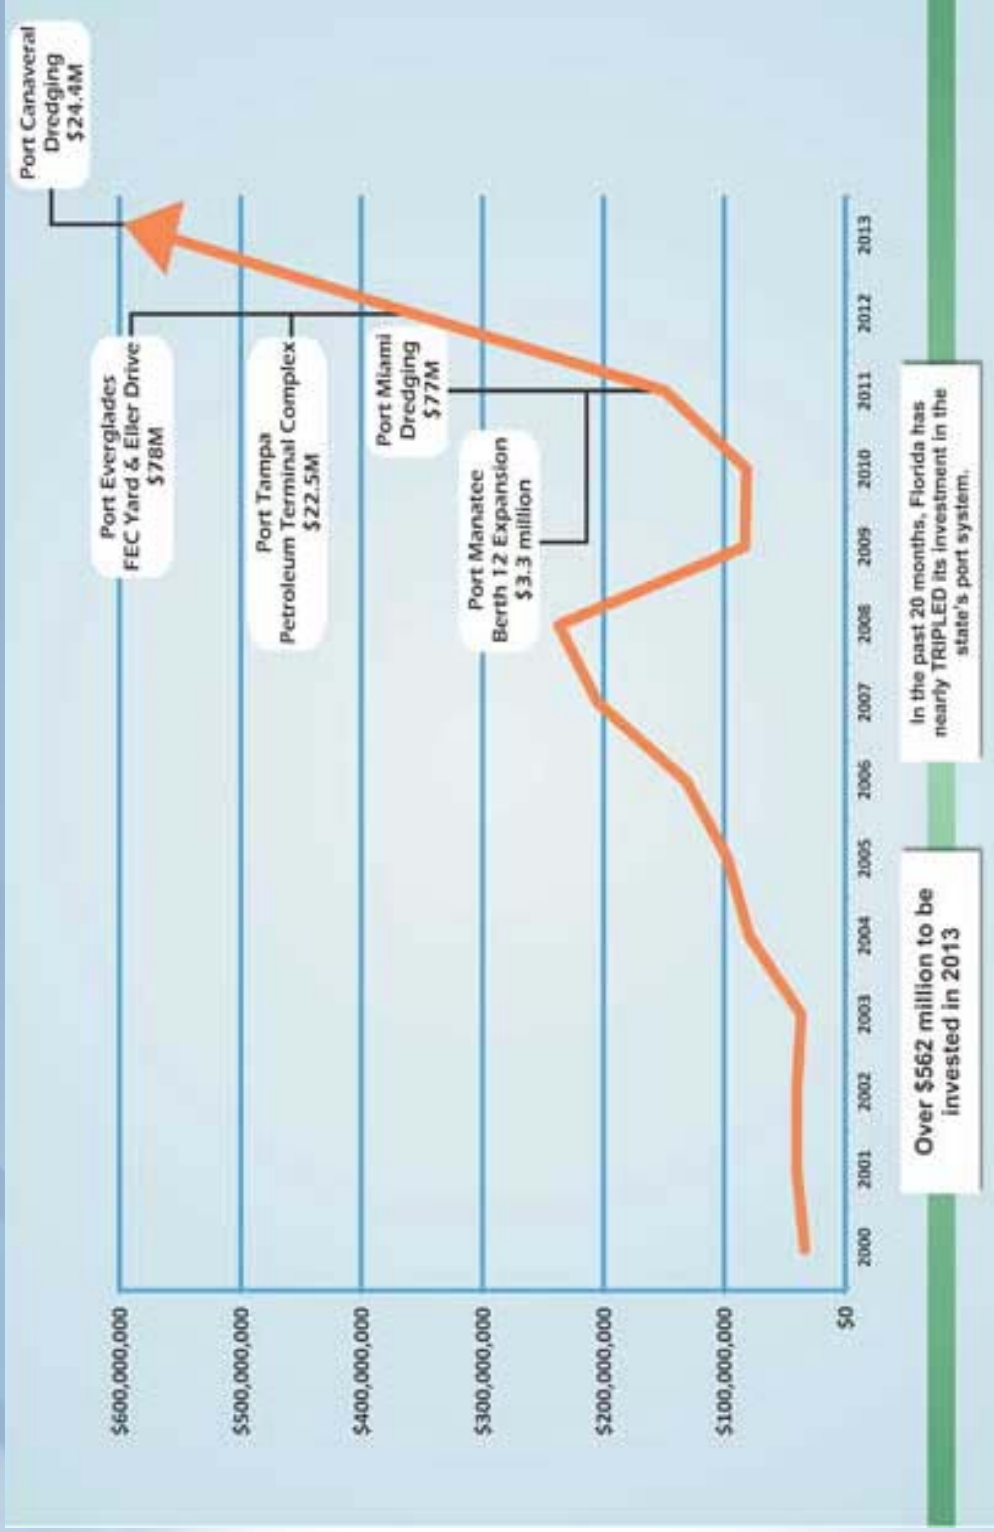 Port Canaveral
Dredging
$24.4M
Port Everglades
FEC Yard & Eller Drive
$78M
Port Tampa
Petroleum Terminal Complex
$22.5M
Port Miami
Dredging
$77M
Port Manatee
Berth 12 Expansion
$3.3 million
$600,000,000
$500,000,000
$400,000,000
$300,000,000
$200,000,000
$100,000,000
$0
2000 2001 2002 2003 2004 2005 2006 2007 2008 2009 2010 2011 2012 2013
Over $562 million to be
invested in 2013
In the past 20 months, Florida has
nearly TRIPLED its investment in the
state's port system.